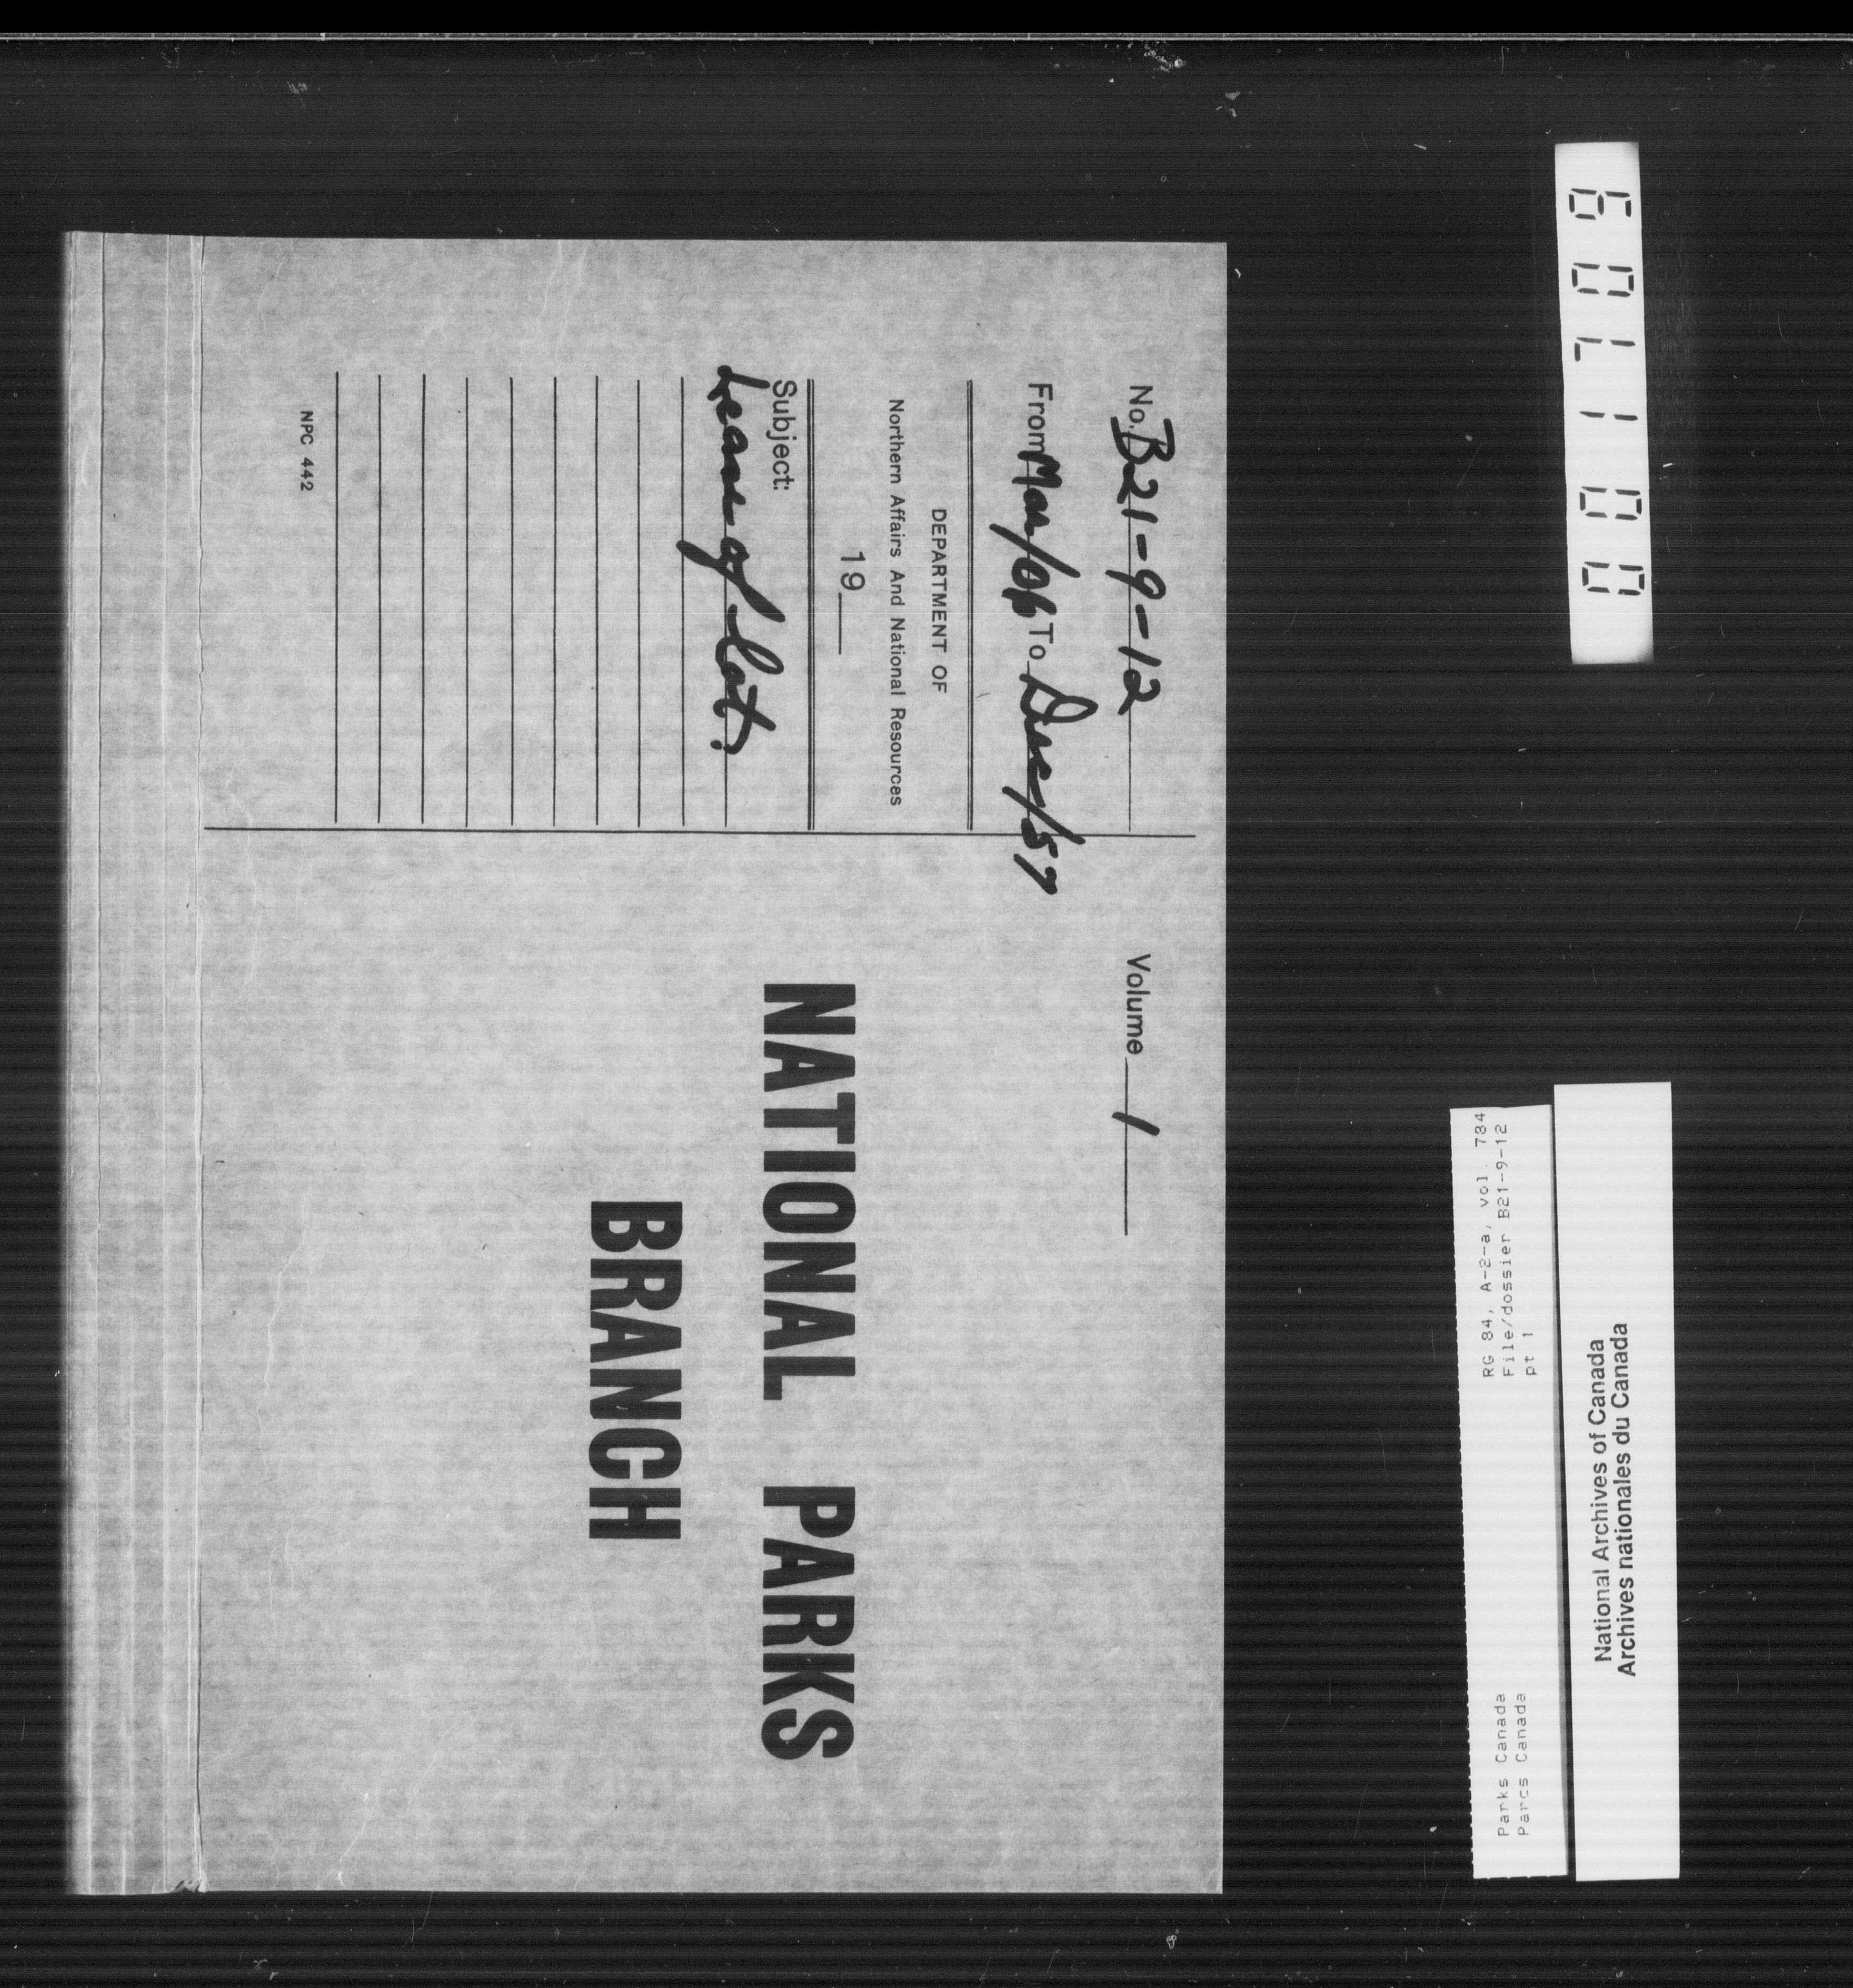 No. B21-9-12
From Mar/06 To Dec/57
DEPARTMENT OF
Northern Affairs And National Resources
19
Subject:
Lease of lot.
NPC 442
Volume 1
NATIONAL PARKS
BRANCH
001709
RG 84, A-2-a, vol. 784
File/dossier B21-9-12
pt 1
Parks Canada
Parcs Canada
National Archives of Canada
Archives nationales du Canada